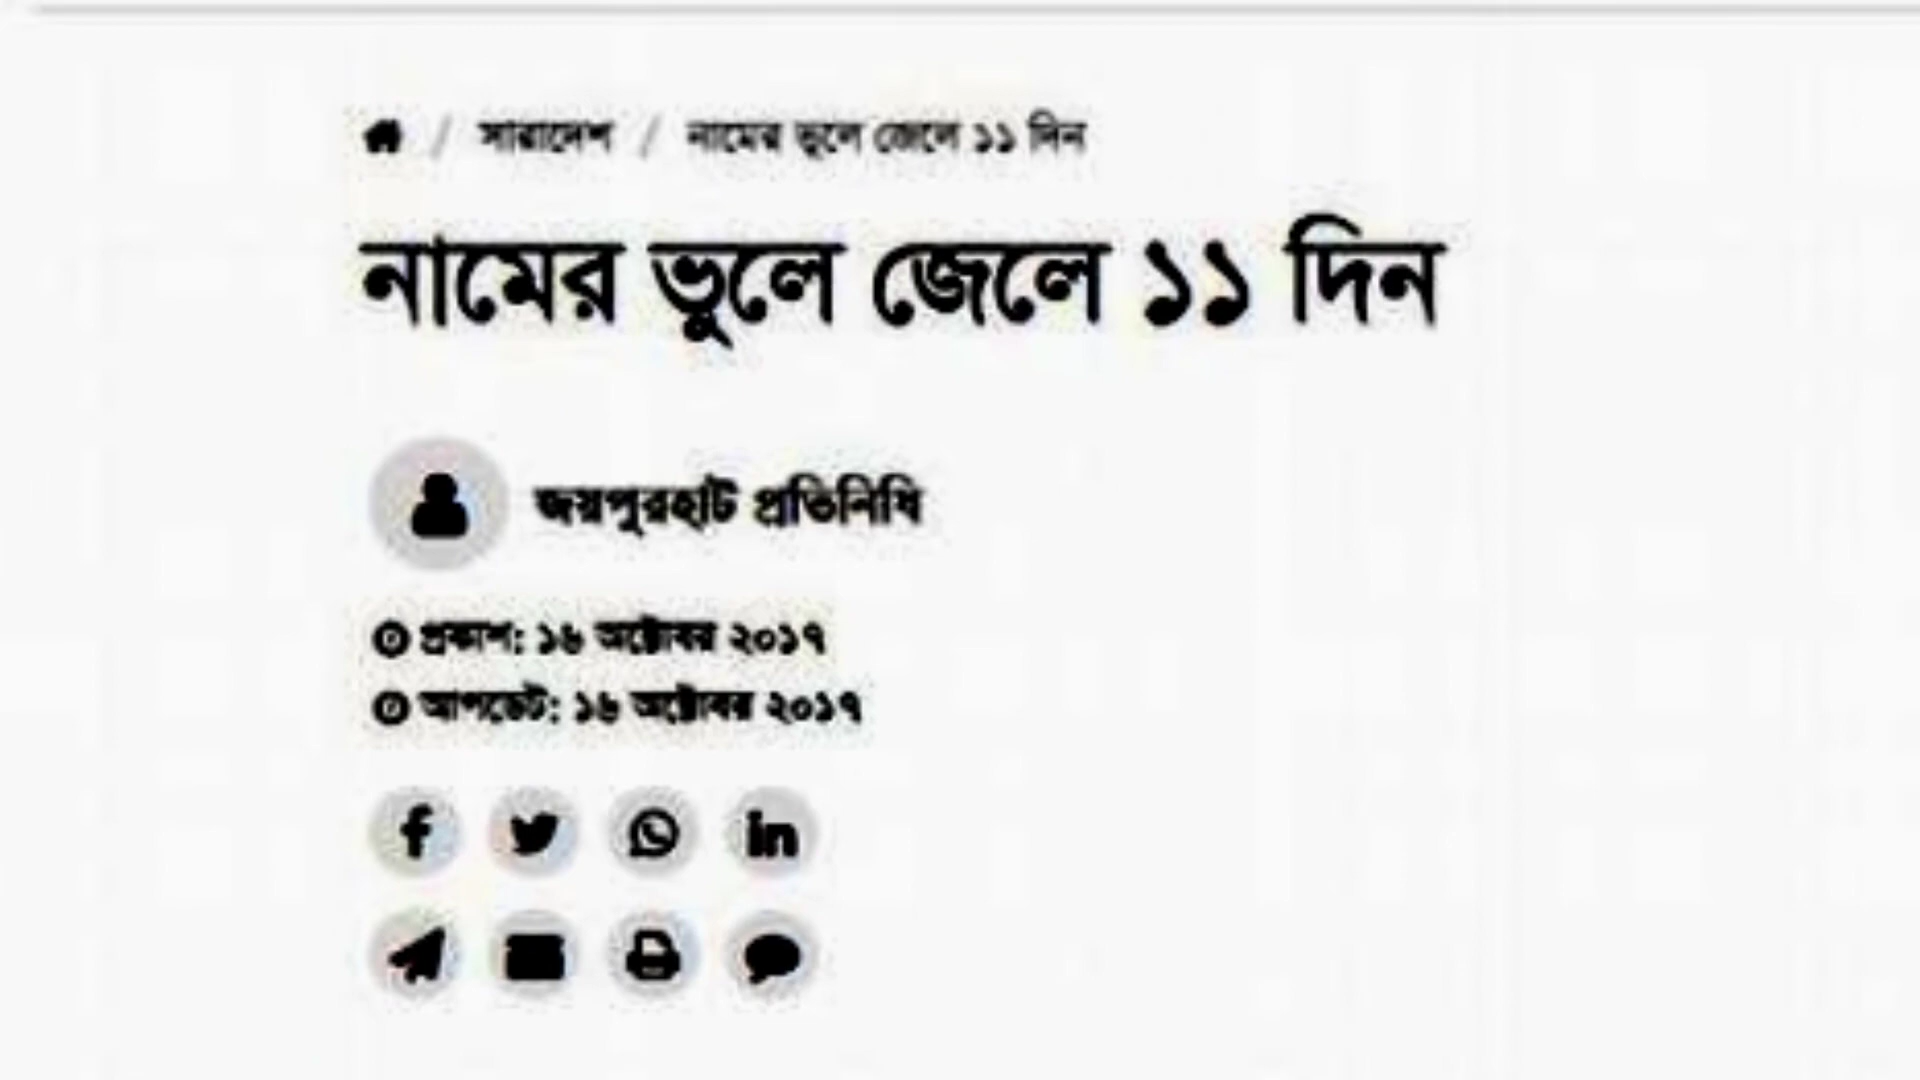 / সারাদেশ / নামের ভুলে জেলে ১১ দিন
নামের ভুলে জেলে ১১ দিন
জয়পুরহাট প্রতিনিধি
প্রকাশ: ১৬ অক্টোবর ২০১৭
আপডেট: ১৬ অক্টোবর ২০১৭